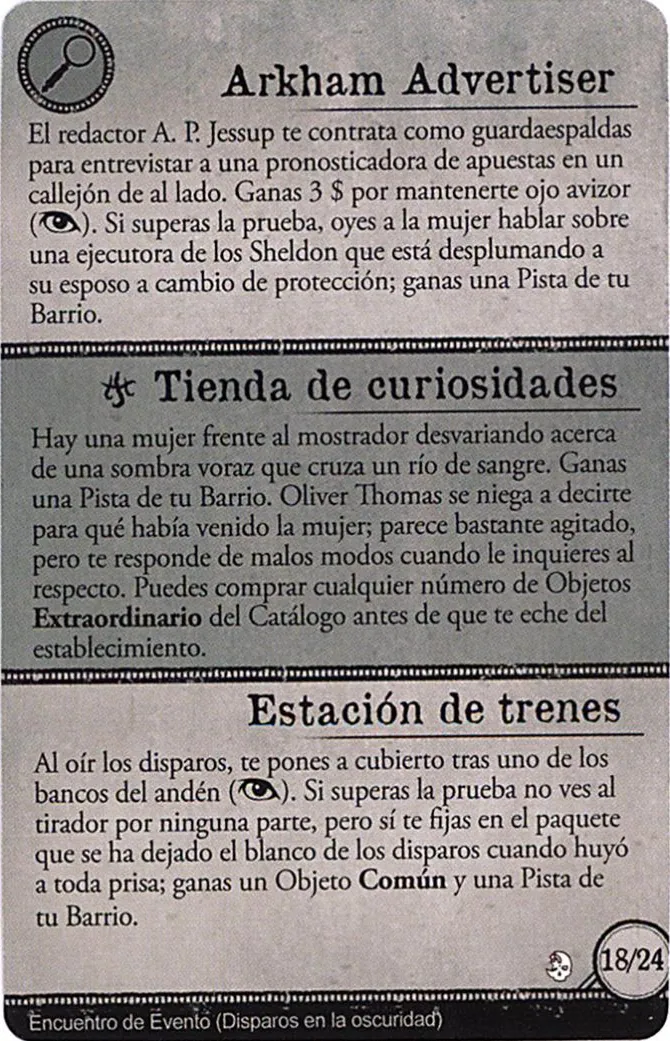 Arkham Advertiser
El redactor A. P. Jessup te contrata como guardaespaldas
para entrevistar a una pronosticadora de apuestas en un
callejón de al lado. Ganas 3 $ por mantenerte ojo avizor
(). Si superas la prueba, oyes a la mujer hablar sobre
una ejecutora de los Sheldon que está desplumando a
su esposo a cambio de protección; ganas una Pista de tu
Barrio.
Tienda de curiosidades
Hay una mujer frente al mostrador desvariando acerca
de una sombra voraz que cruza un río de sangre. Ganas
una Pista de tu Barrio. Oliver Thomas se niega a decirte
para qué había venido la mujer; parece bastante agitado,
pero te responde de malos modos cuando le inquieres al
respecto. Puedes comprar cualquier número de Objetos
Extraordinario del Catálogo antes de que te eche del
establecimiento.
Estación de trenes
Al oír los disparos, te pones a cubierto tras uno de los
bancos del andén (). Si superas la prueba no ves al
tirador por ninguna parte, pero sí te fijas en el paquete
que se ha dejado el blanco de los disparos cuando huyó
a toda prisa; ganas un Objeto Común y una Pista de
tu Barrio.
18/24
Encuentro de Evento (Disparos en la oscuridad)